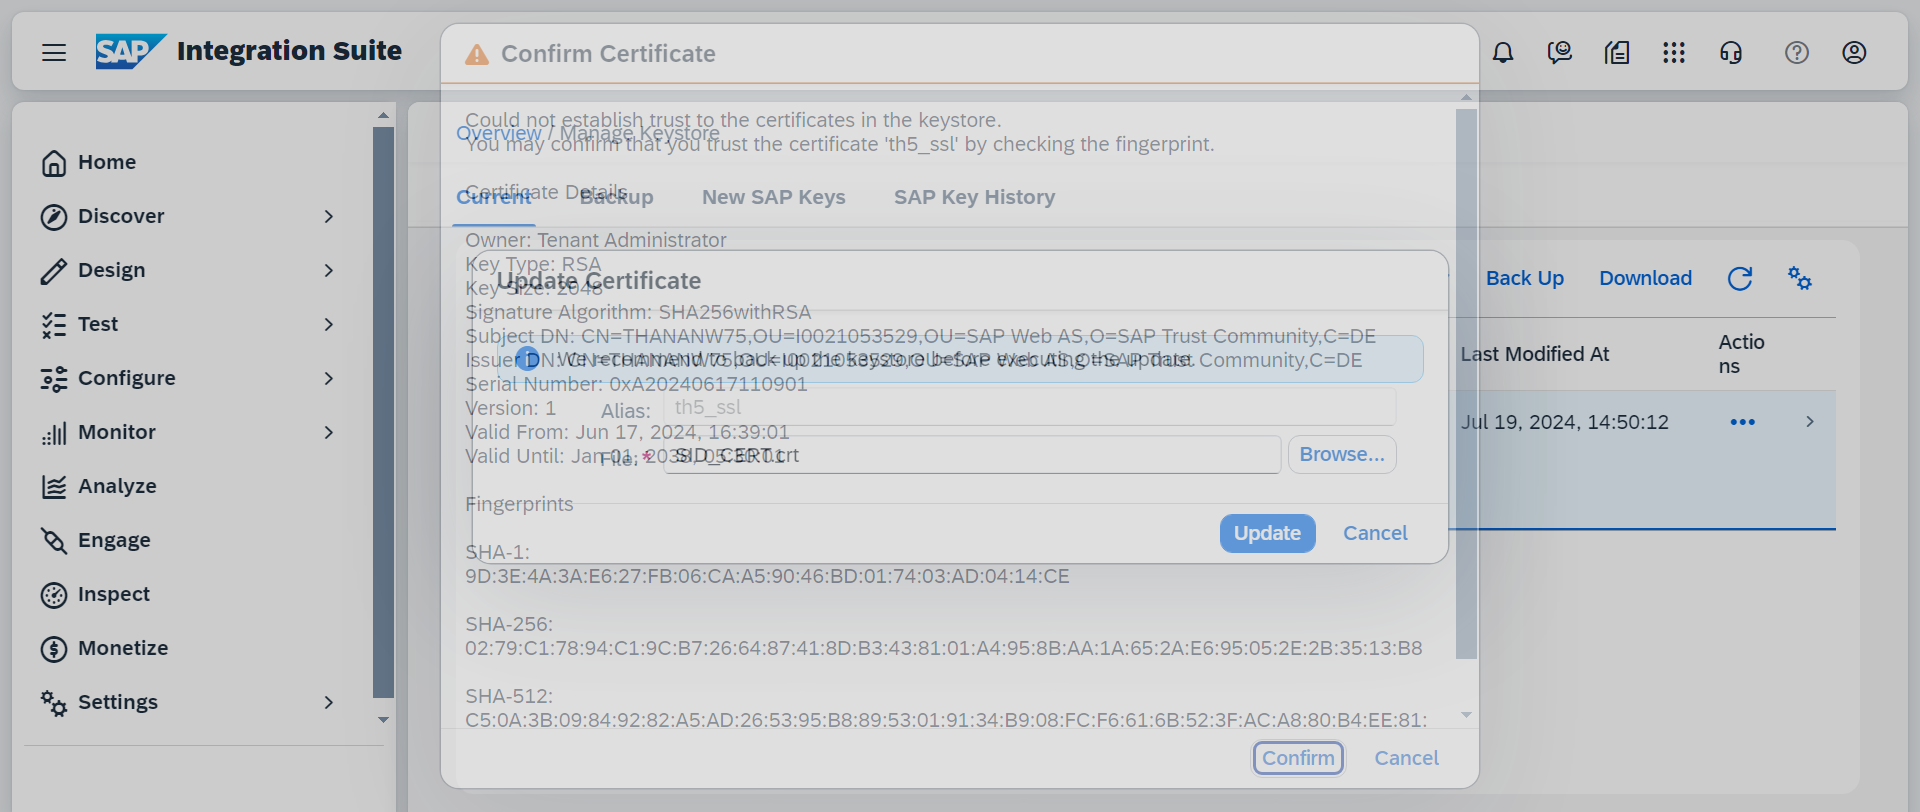 SAP Integration Suite
Home
Discover
Design
Test
Configure
Monitor
Analyze
Engage
Inspect
Monetize
Settings
Confirm Certificate
Could not establish trust to the certificates in the keystore.
Overview / Manage Keystore
You may confirm that you trust the certificate 'th5_ssl' by checking the fingerprint.
Certificate Details
Current Backup New SAP Keys SAP Key History
Owner: Tenant Administrator
Key Type: RSA
Update Certificate
Back Up Download
Key Size: 2048
Signature Algorithm: SHA256withRSA
Subject DN: CN=THANANW75,OU=I0021053529,OU=SAP Web AS,O=SAP Trust Community,C=DE
Issuer DN: CN=THANANW75,OU=I0021053529,OU=SAP Web AS,O=SAP Trust Community,C=DE
We recommend to back up the keystore before executing the update.
Last Modified At
Actio
ns
Serial Number: 0xA20240617110901
Version: 1
Alias: th5_ssl
Jul 19, 2024, 14:50:12
Valid From: Jun 17, 2024, 16:39:01
Valid Until: Jan 01, 2038, 05:30:01
File: * SID_CERT.crt Browse...
Fingerprints
Update Cancel
SHA-1:
9D:3E:4A:3A:E6:27:FB:06:CA:A5:90:46:BD:01:74:03:AD:04:14:CE
SHA-256:
02:79:C1:78:94:C1:9C:B7:26:64:87:41:8D:B3:43:81:01:A4:95:8B:AA:1A:65:2A:E6:95:05:2E:2B:35:13:B8
SHA-512:
C5:0A:3B:09:84:92:82:A5:AD:26:53:95:B8:89:53:01:91:34:B9:08:FC:F6:61:6B:52:3F:AC:A8:80:B4:EE:81:
Confirm Cancel